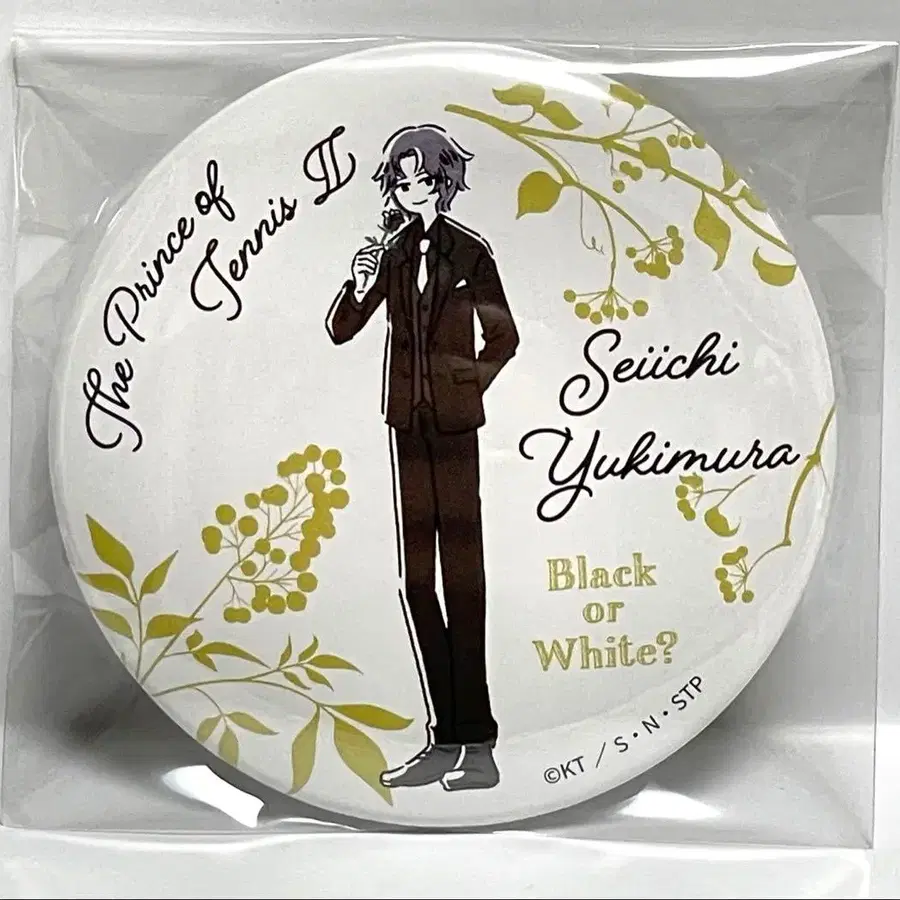 The Prince of
Tennis II
Seiichi
Yukimura
Black
or
White?
©KT / S・N・STP